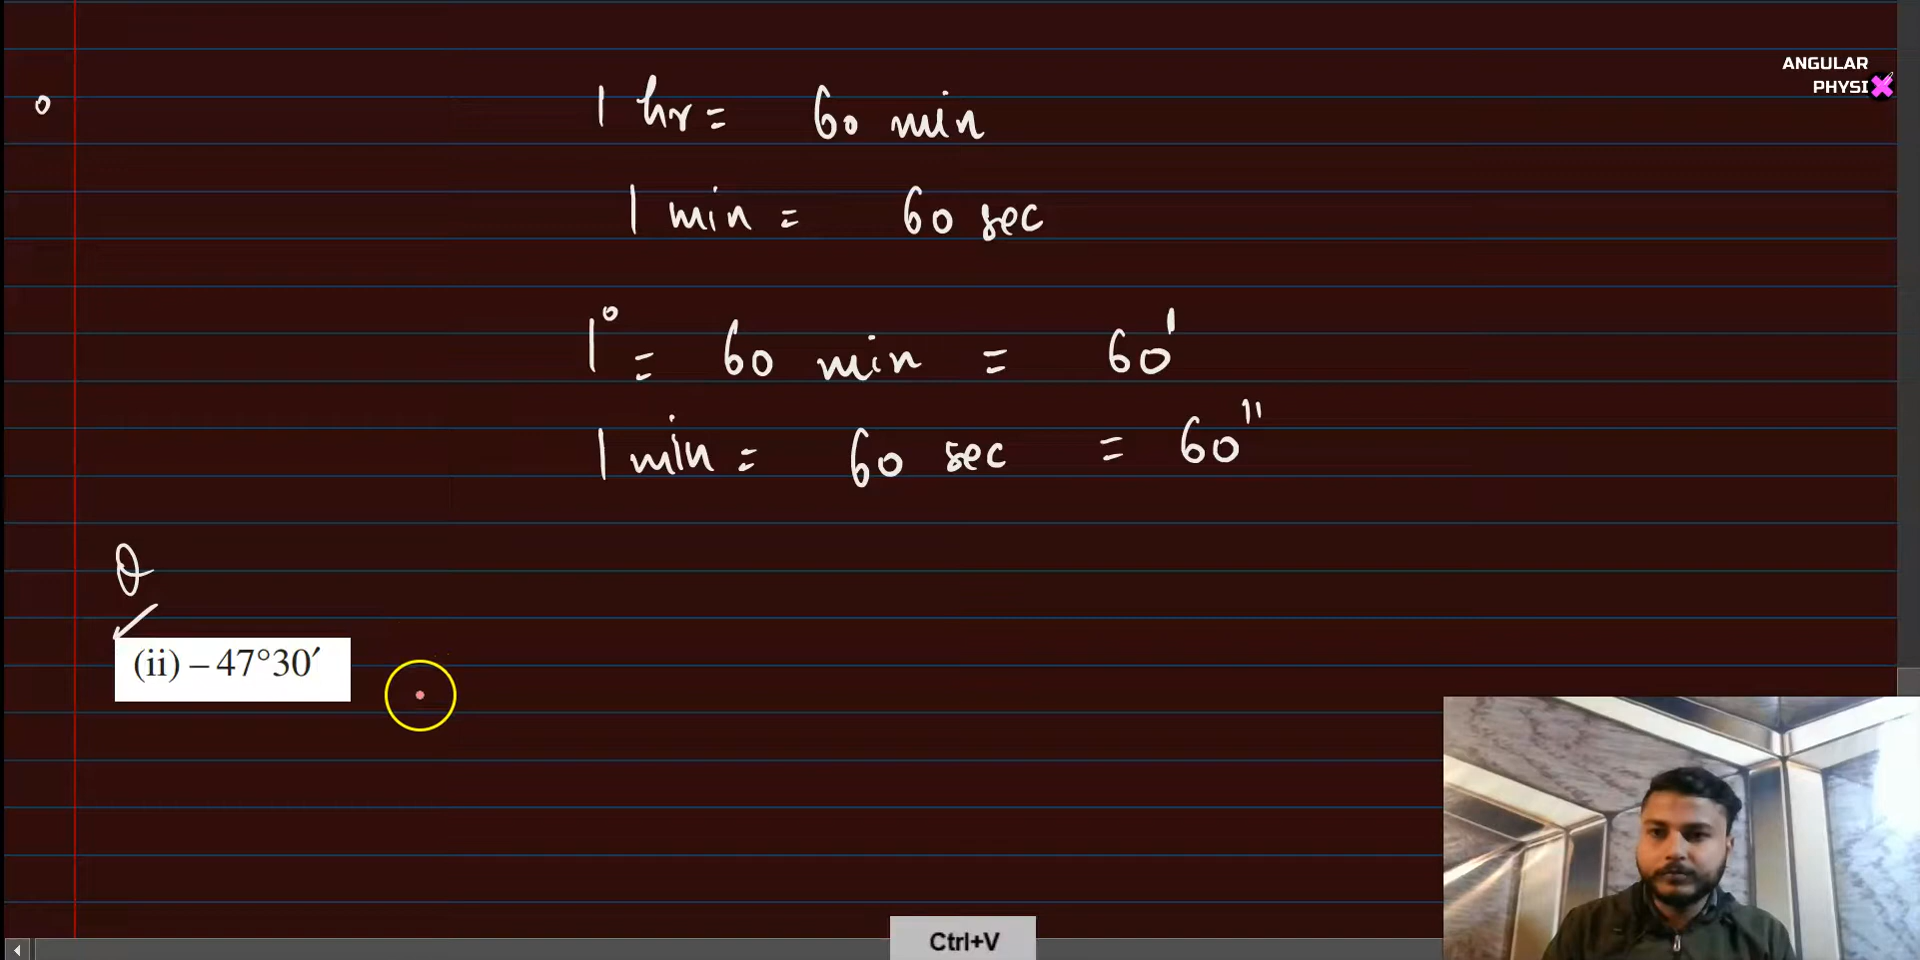 ANGULAR
PHYSI
1 hr = 60 min
1 min = 60 sec
1° = 60 min = 60'
1 min = 60 sec = 60''
Q
(ii) – 47°30′
Ctrl+V